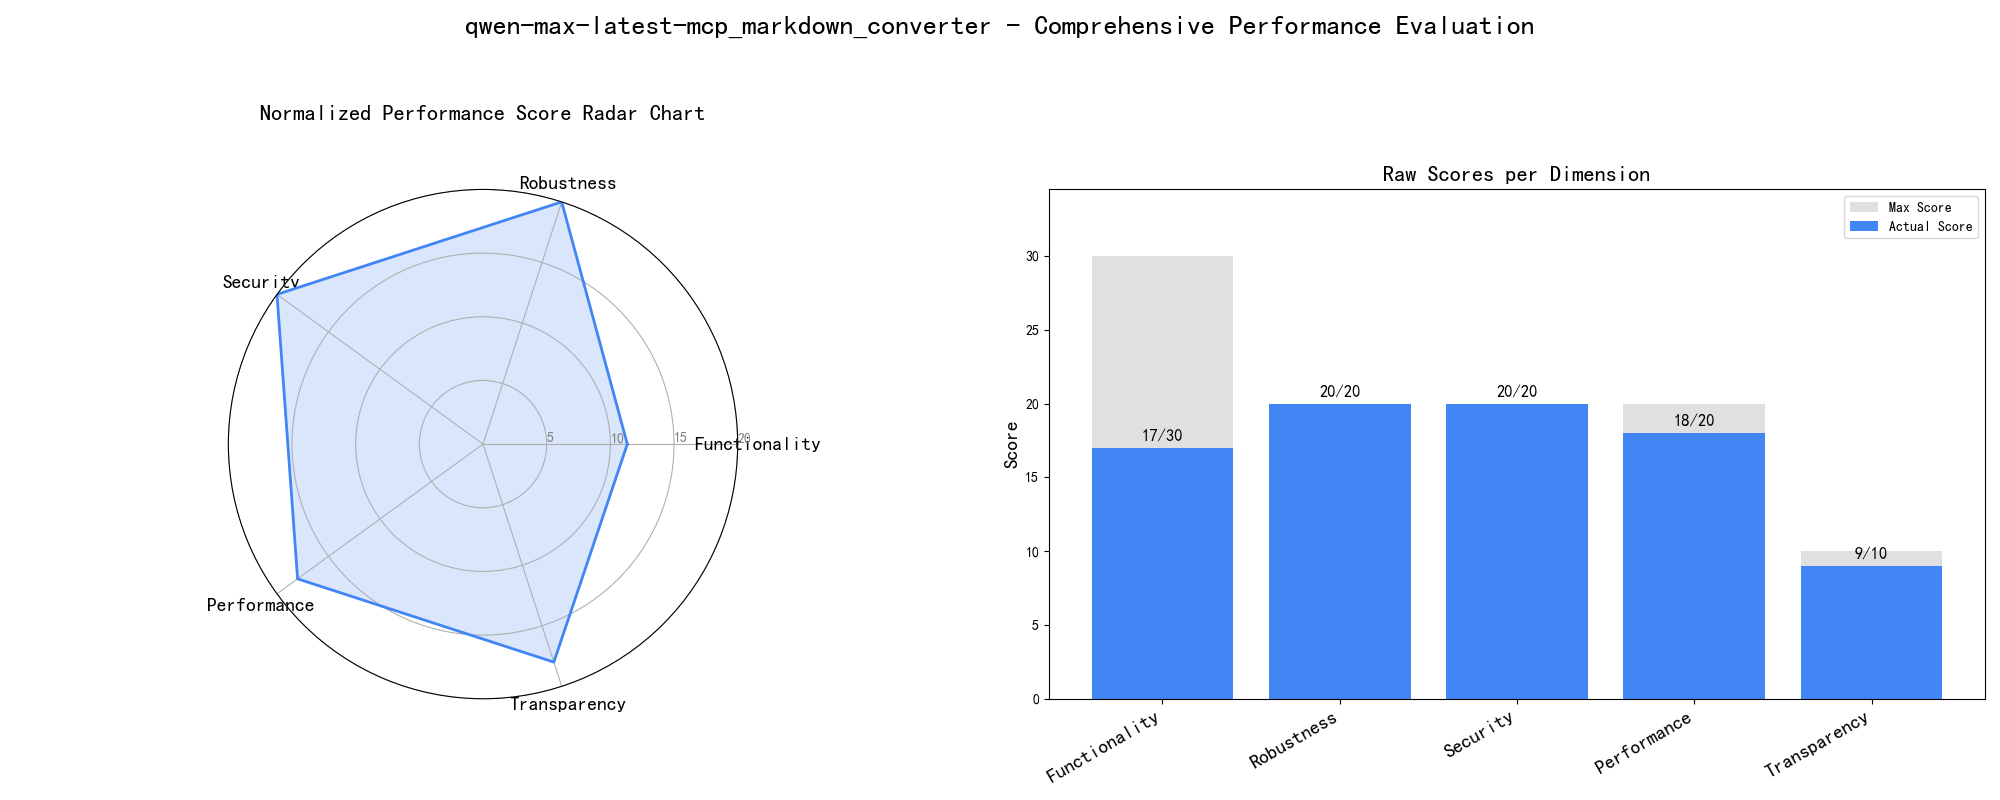 qwen-max-latest-mcp_markdown_converter - Comprehensive Performance Evaluation
Normalized Performance Score Radar Chart
Robustness
Security
Functionality
Performance
Transparency
5
10
15
20
Raw Scores per Dimension
Max Score
Actual Score
Score
30
25
20
15
10
5
0
17/30
20/20
20/20
18/20
9/10
Functionality
Robustness
Security
Performance
Transparency